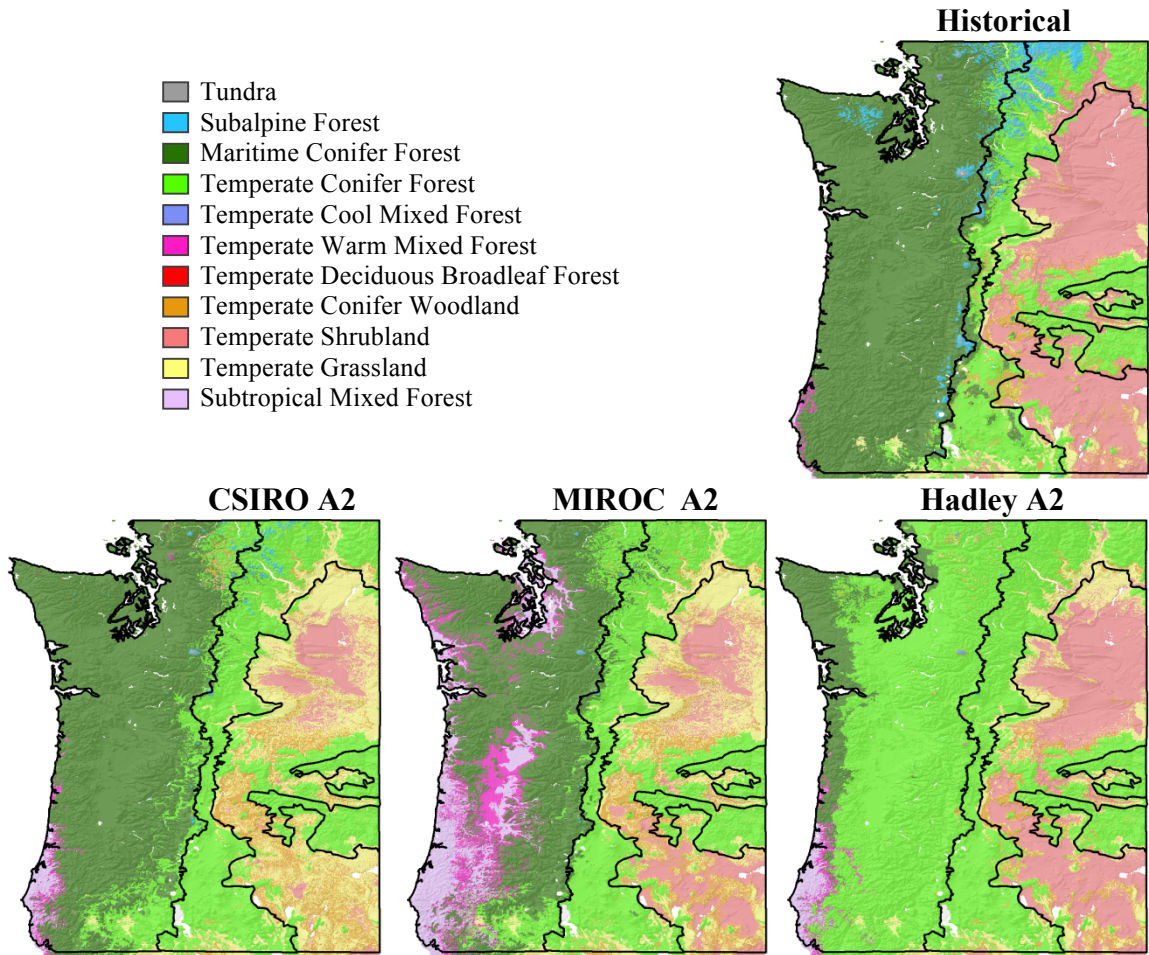 Historical
Tundra
Subalpine Forest
Maritime Conifer Forest
Temperate Conifer Forest
Temperate Cool Mixed Forest
Temperate Warm Mixed Forest
Temperate Deciduous Broadleaf Forest
Temperate Conifer Woodland
Temperate Shrubland
Temperate Grassland
Subtropical Mixed Forest
CSIRO A2
MIROC A2
Hadley A2